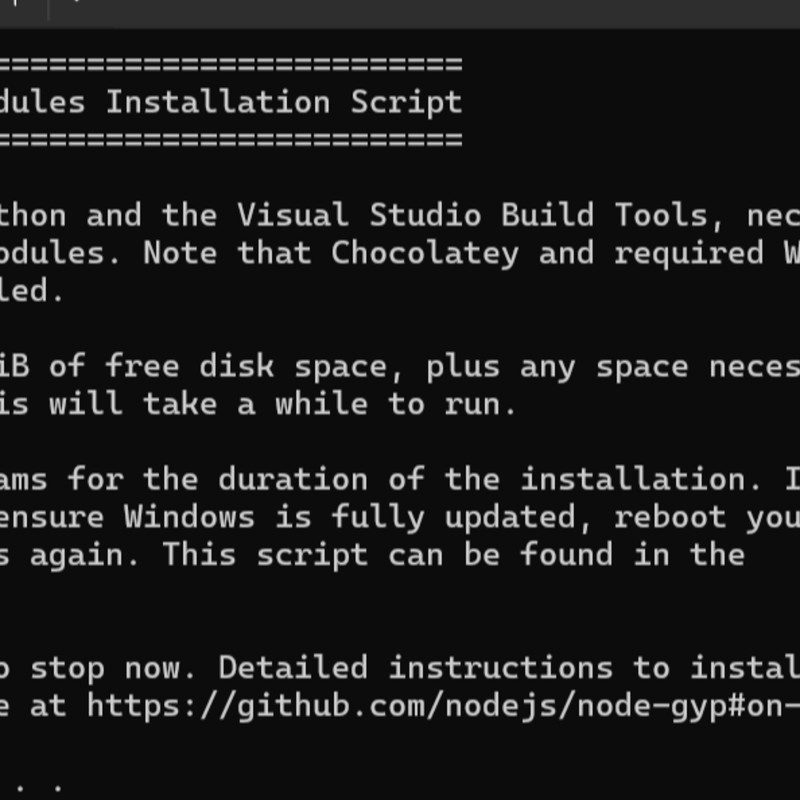 =========================
dules Installation Script
=========================
thon and the Visual Studio Build Tools, nec
odules. Note that Chocolatey and required W
led.
iB of free disk space, plus any space neces
is will take a while to run.
ams for the duration of the installation. I
ensure Windows is fully updated, reboot you
s again. This script can be found in the
o stop now. Detailed instructions to instal
e at https://github.com/nodejs/node-gyp#on-
. .